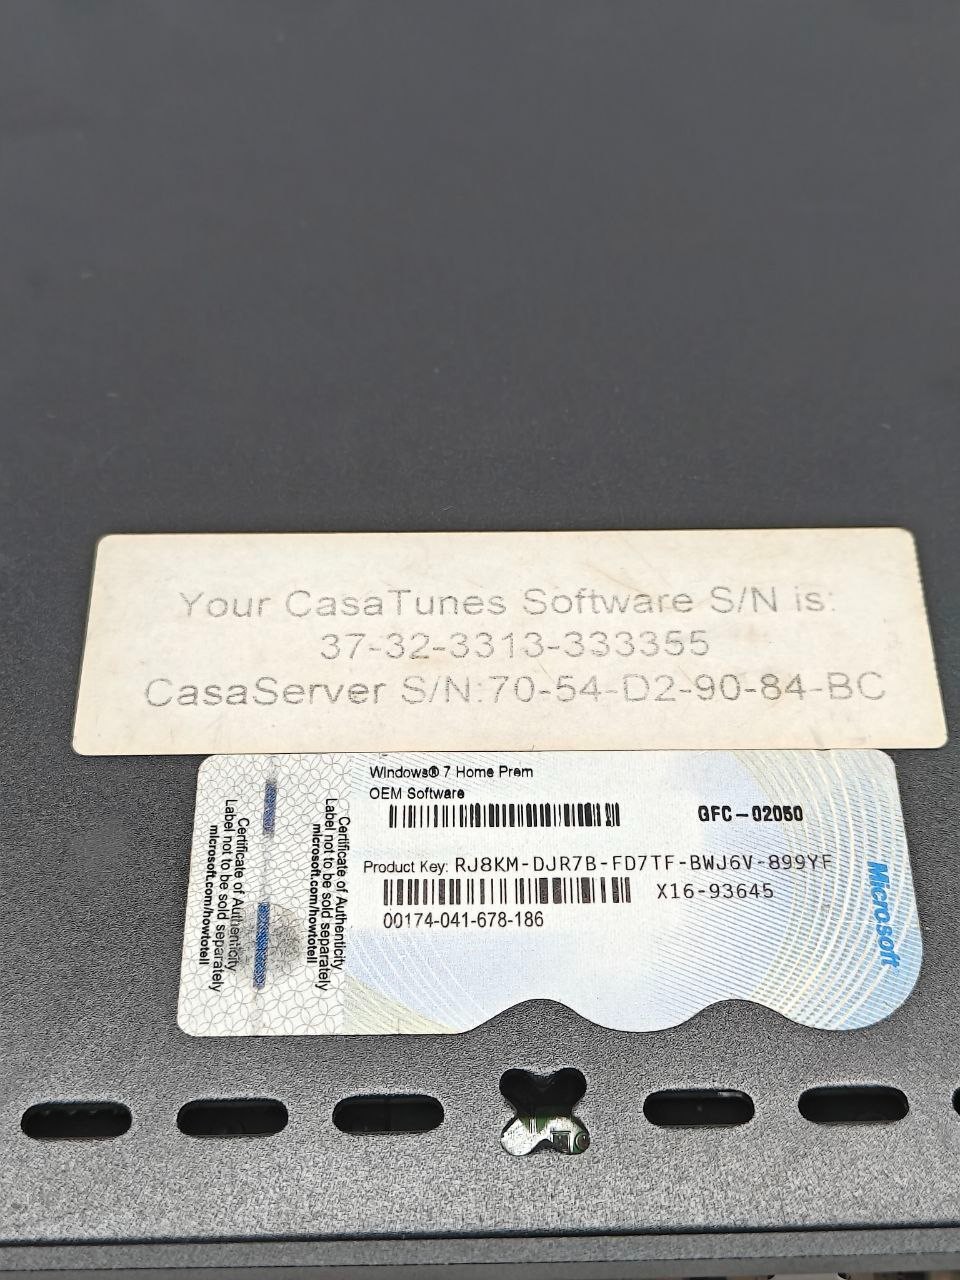 Your CasaTunes Software S/N is:
37-32-3313-333355
CasaServer S/N:70-54-D2-90-84-BC
Windows® 7 Home Prem
OEM Software
GFC-02050
Product Key: RJ8KM-DJR7B-FD7TF-BWJ6V-899YF
X16-93645
00174-041-678-186
Certificate of Authenticity
Label not to be sold separately
microsoft.com/howtotell
Certificate of Authenticity
Label not to be sold separately
microsoft.com/howtotell
Microsoft